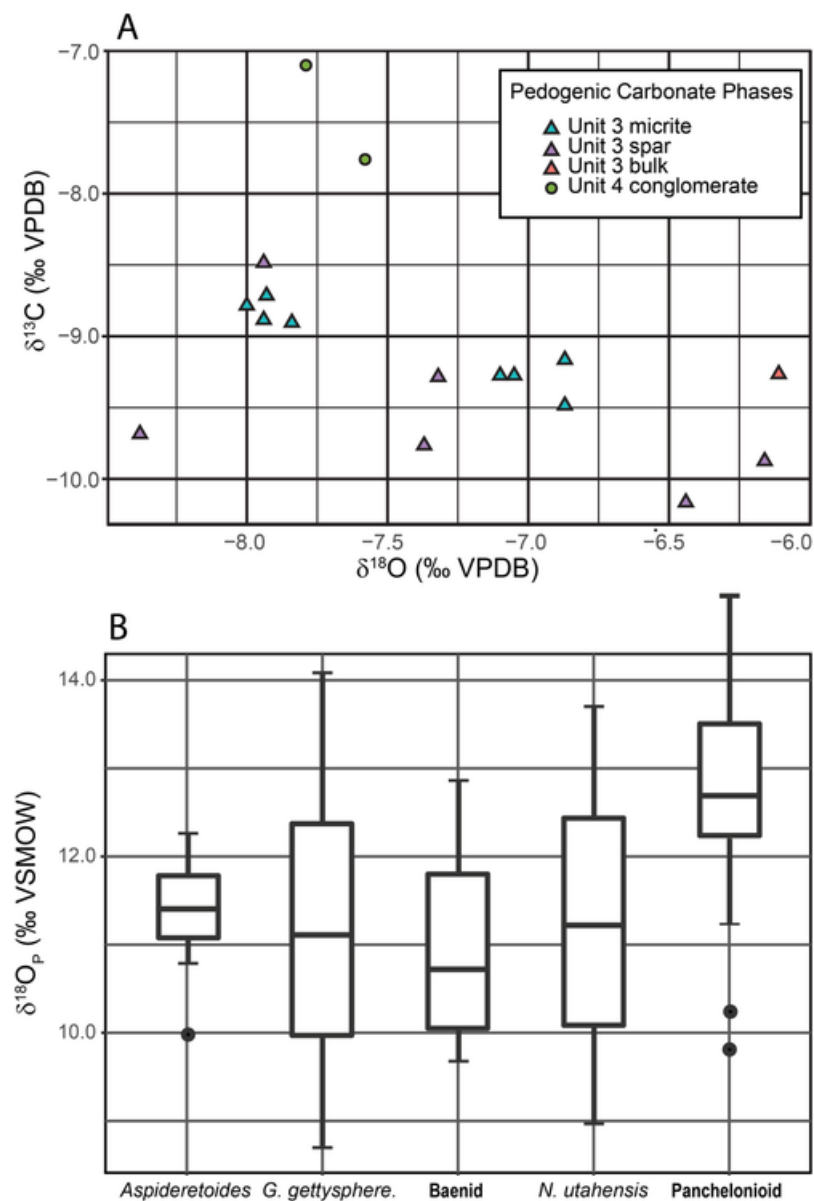 A
−7.0
−8.0
−9.0
−10.0
δ¹³C (‰ VPDB)
Pedogenic Carbonate Phases
Unit 3 micrite
Unit 3 spar
Unit 3 bulk
Unit 4 conglomerate
−8.0 −7.5 −7.0 −6.5 −6.0
δ¹⁸O (‰ VPDB)
B
14.0
12.0
10.0
δ¹⁸Oₚ (‰ VSMOW)
Aspideretoides G. gettysphere. Baenid N. utahensis Panchelonioid